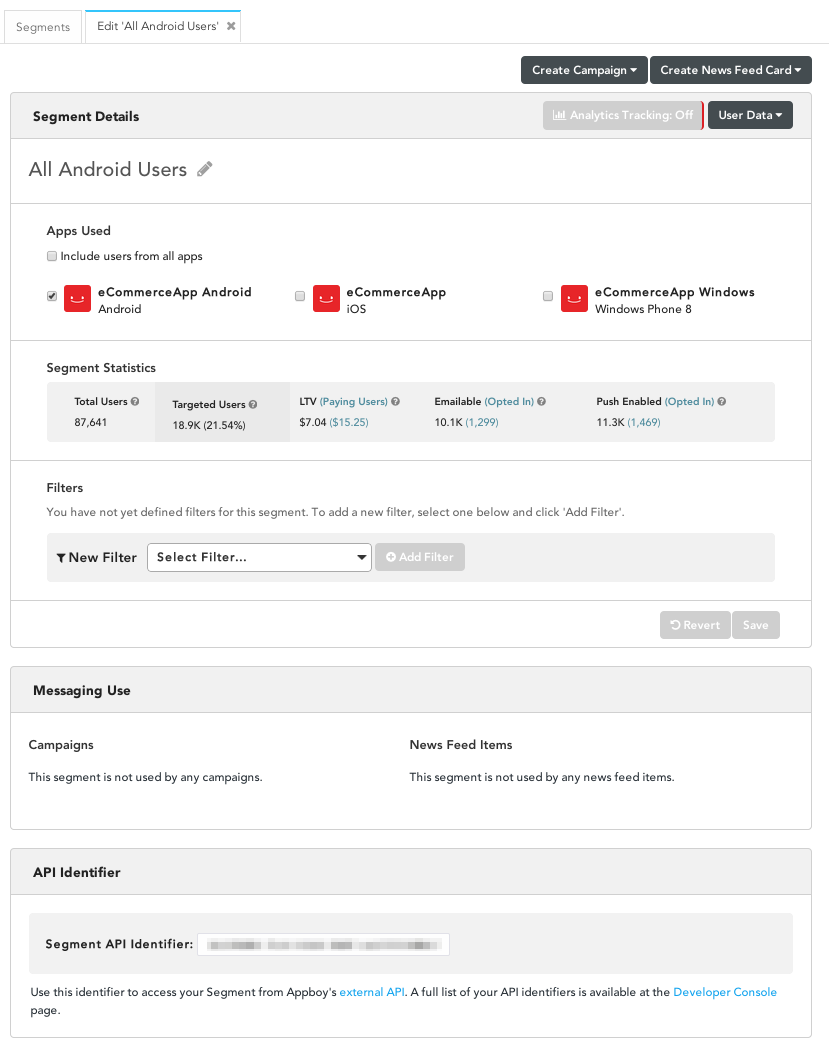 Segments
Edit 'All Android Users' ✖
Create Campaign
Create News Feed Card
Segment Details
Analytics Tracking: Off
User Data
All Android Users
Apps Used
Include users from all apps
eCommerceApp Android
Android
eCommerceApp
iOS
eCommerceApp Windows
Windows Phone 8
Segment Statistics
Total Users
87,641
Targeted Users
18.9K (21.54%)
LTV (Paying Users)
$7.04 ($15.25)
Emailable (Opted In)
10.1K (1,299)
Push Enabled (Opted In)
11.3K (1,469)
Filters
You have not yet defined filters for this segment. To add a new filter, select one below and click 'Add Filter'.
New Filter
Select Filter...
Add Filter
Revert
Save
Messaging Use
Campaigns
This segment is not used by any campaigns.
News Feed Items
This segment is not used by any news feed items.
API Identifier
Segment API Identifier:
Use this identifier to access your Segment from Appboy's external API. A full list of your API identifiers is available at the Developer Console
page.